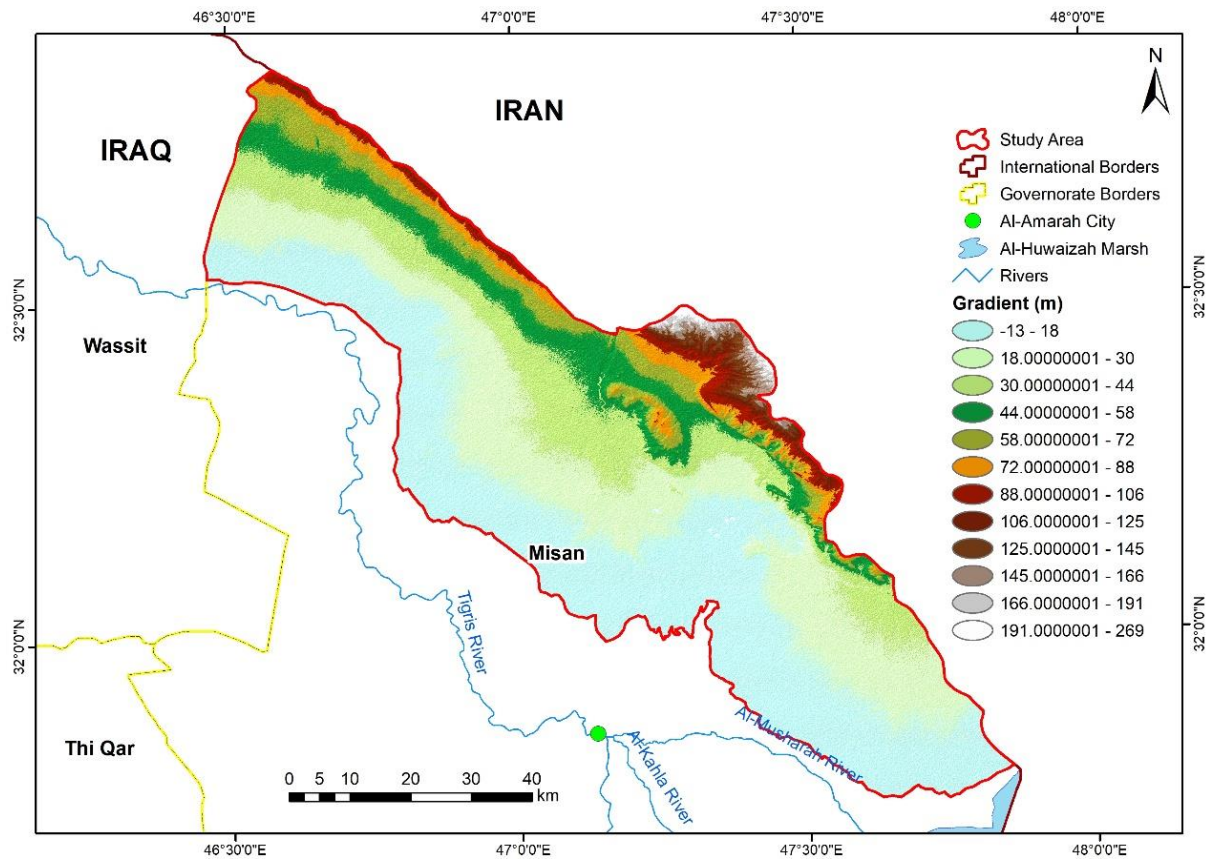 46°30'0"E
47°0'0"E
47°30'0"E
48°0'0"E
N
IRAN
IRAQ
Study Area
International Borders
Governorate Borders
Al-Amarah City
Al-Huwaizah Marsh
Rivers
Gradient (m)
-13 - 18
18.00000001 - 30
30.00000001 - 44
44.00000001 - 58
58.00000001 - 72
72.00000001 - 88
88.00000001 - 106
106.0000001 - 125
125.0000001 - 145
145.0000001 - 166
166.0000001 - 191
191.0000001 - 269
32°30'0"N
32°30'0"N
Wassit
Misan
32°0'0"N
32°0'0"N
Tigris River
Thi Qar
Al-Kahla River
Al-Musharah River
0 5 10 20 30 40
km
46°30'0"E
47°0'0"E
47°30'0"E
48°0'0"E